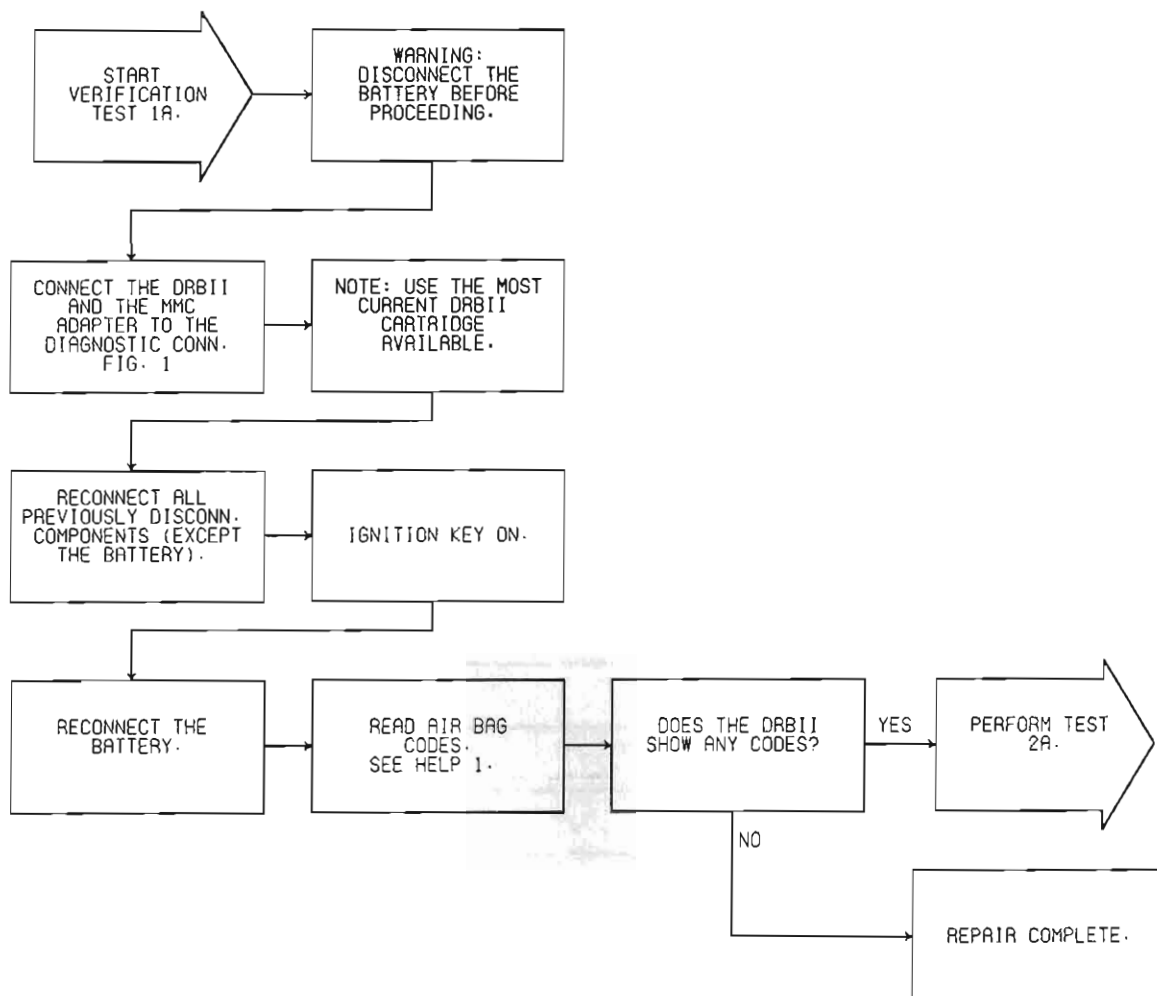 START
VERIFICATION
TEST 1A.
WARNING:
DISCONNECT THE
BATTERY BEFORE
PROCEEDING.
CONNECT THE DRBII
AND THE MMC
ADAPTER TO THE
DIAGNOSTIC CONN.
FIG. 1
NOTE: USE THE MOST
CURRENT DRBII
CARTRIDGE
AVAILABLE.
RECONNECT ALL
PREVIOUSLY DISCONN.
COMPONENTS (EXCEPT
THE BATTERY).
IGNITION KEY ON.
RECONNECT THE
BATTERY.
READ AIR BAG
CODES.
SEE HELP 1.
DOES THE DRBII
SHOW ANY CODES?
YES
PERFORM TEST
2A.
NO
REPAIR COMPLETE.